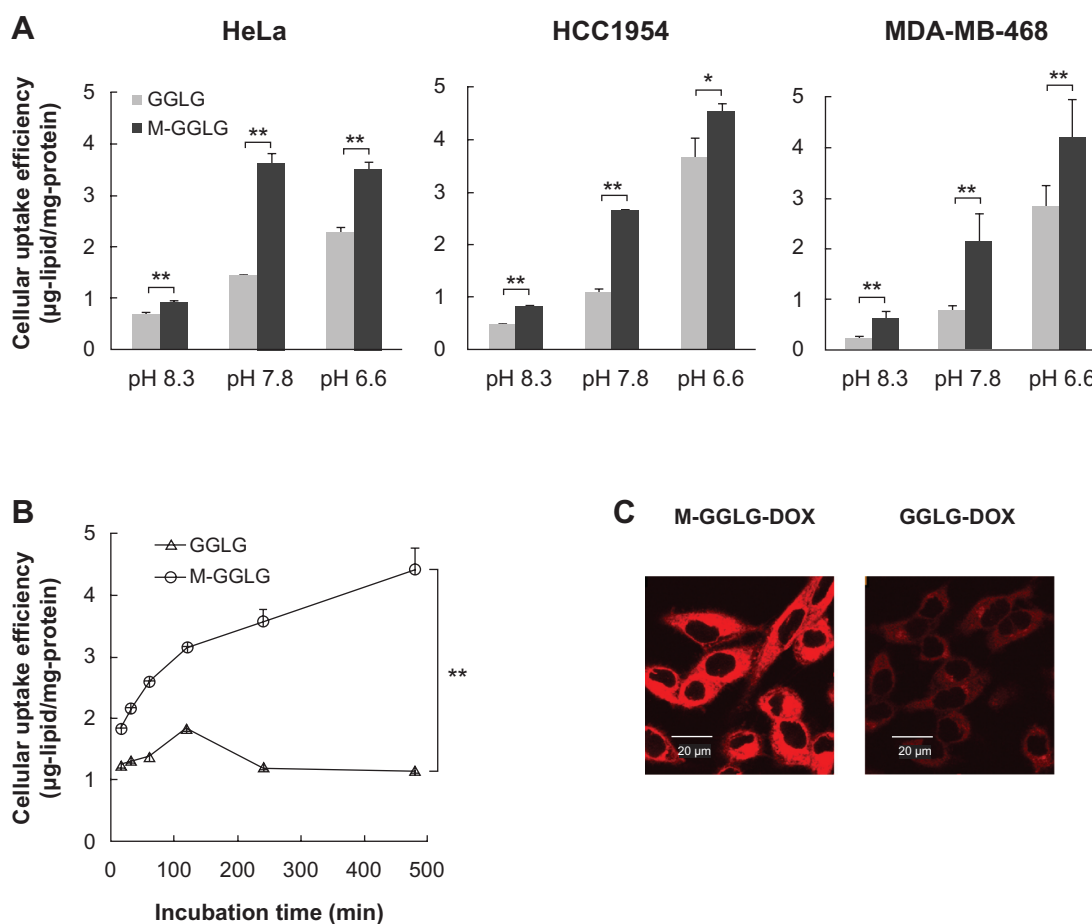 A
HeLa
HCC1954
MDA-MB-468
Cellular uptake efficiency
(µg-lipid/mg-protein)
GGLG
M-GGLG
5
4
3
2
1
0
**
**
**
pH 8.3
pH 7.8
pH 6.6
5
4
3
2
1
0
**
**
*
pH 8.3
pH 7.8
pH 6.6
5
4
3
2
1
0
**
**
**
pH 8.3
pH 7.8
pH 6.6
B
Cellular uptake efficiency
(µg-lipid/mg-protein)
GGLG
M-GGLG
5
4
3
2
1
0
**
0
100
200
300
400
500
Incubation time (min)
C
M-GGLG-DOX
GGLG-DOX
20 µm
20 µm